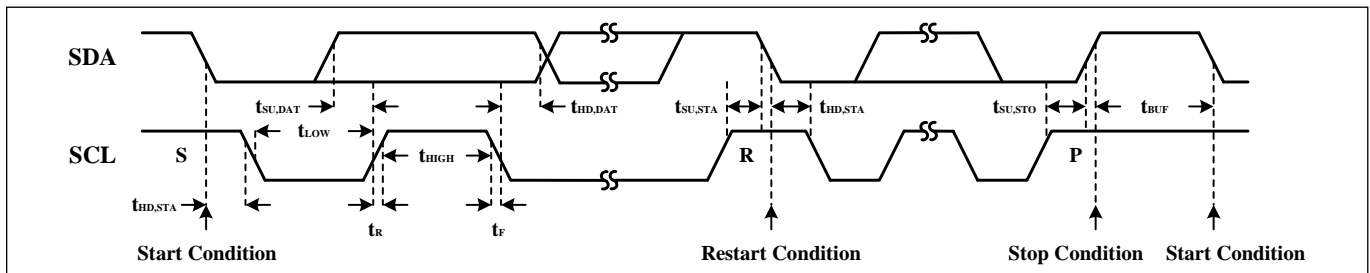 SDA
tSU,DAT
tHD,DAT
tSU,STA
tHD,STA
tSU,STO
tBUF
tLOW
SCL
S
tHIGH
R
P
tHD,STA
tR
tF
Start Condition
Restart Condition
Stop Condition
Start Condition